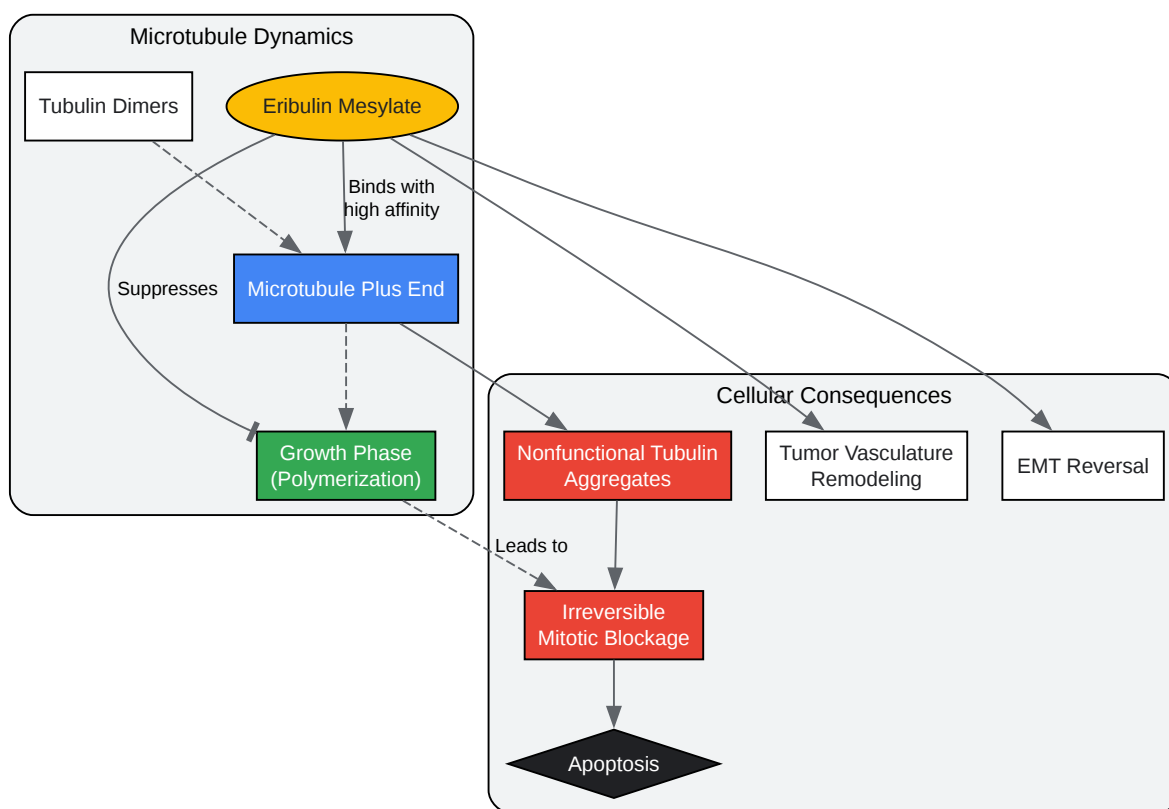 Microtubule Dynamics
Tubulin Dimers
Eribulin Mesylate
Binds with
high affinity
Suppresses
Microtubule Plus End
Growth Phase
(Polymerization)
Leads to
Cellular Consequences
Nonfunctional Tubulin
Aggregates
Tumor Vasculature
Remodeling
EMT Reversal
Irreversible
Mitotic Blockage
Apoptosis